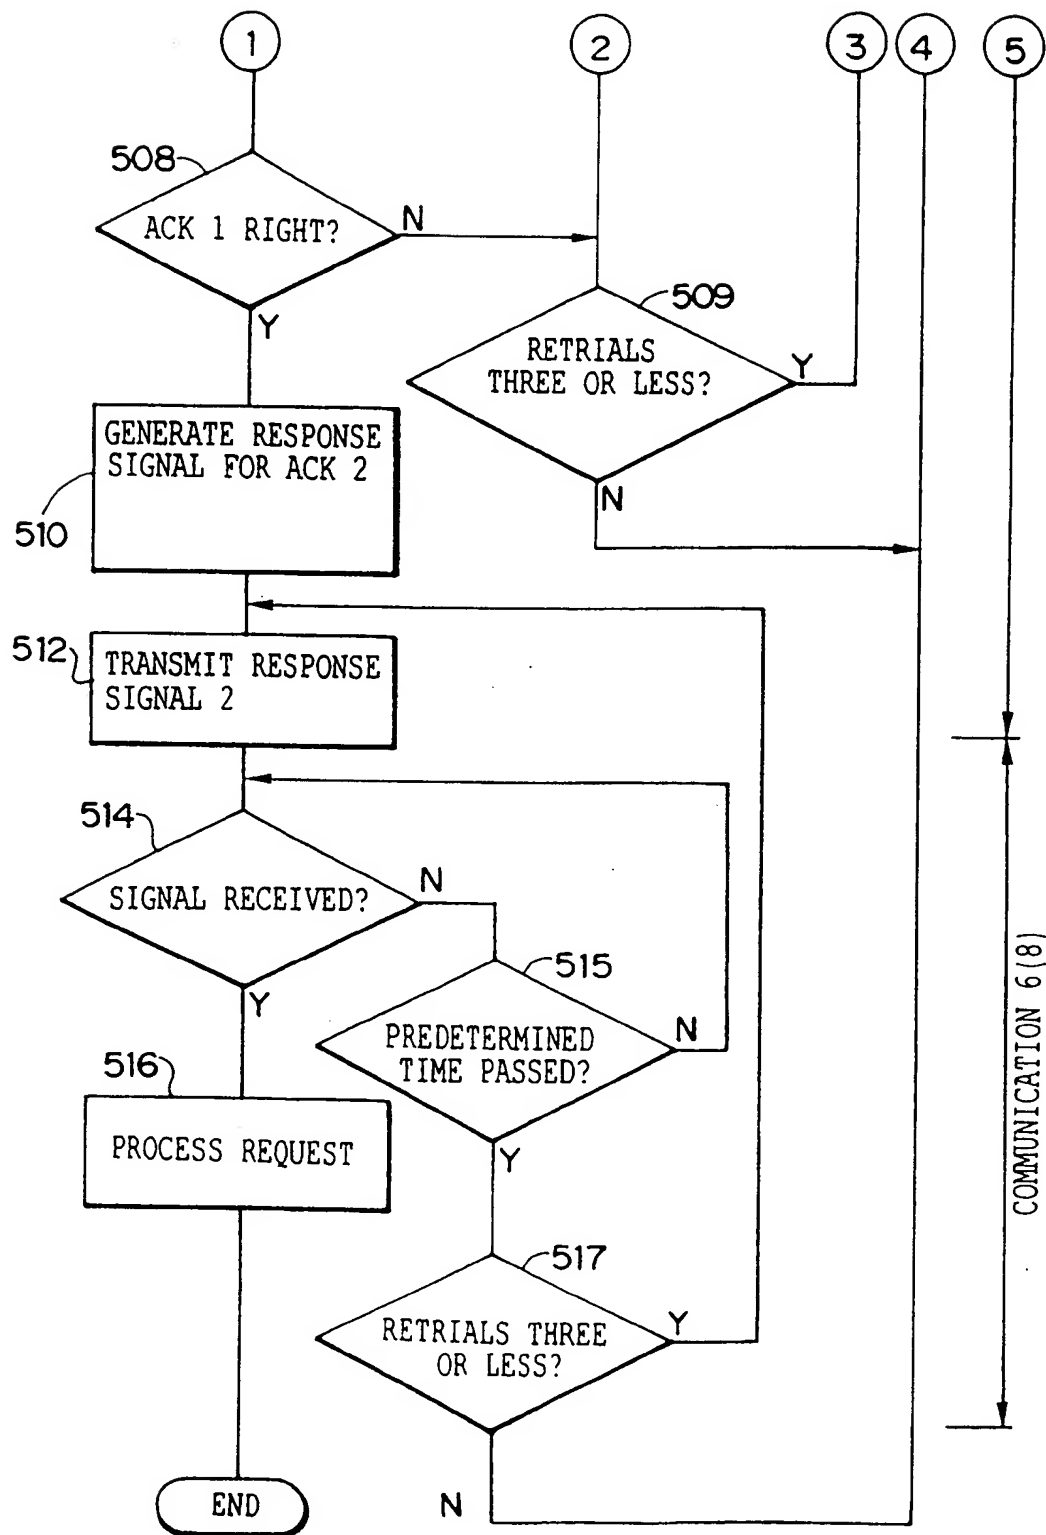 1
2
3
4
5
508
ACK 1 RIGHT?
N
Y
509
RETRIALS
THREE OR LESS?
Y
N
GENERATE RESPONSE
SIGNAL FOR ACK 2
510
512
TRANSMIT RESPONSE
SIGNAL 2
514
SIGNAL RECEIVED?
N
Y
515
PREDETERMINED
TIME PASSED?
N
Y
516
PROCESS REQUEST
517
RETRIALS THREE
OR LESS?
Y
N
END
COMMUNICATION 6(8)